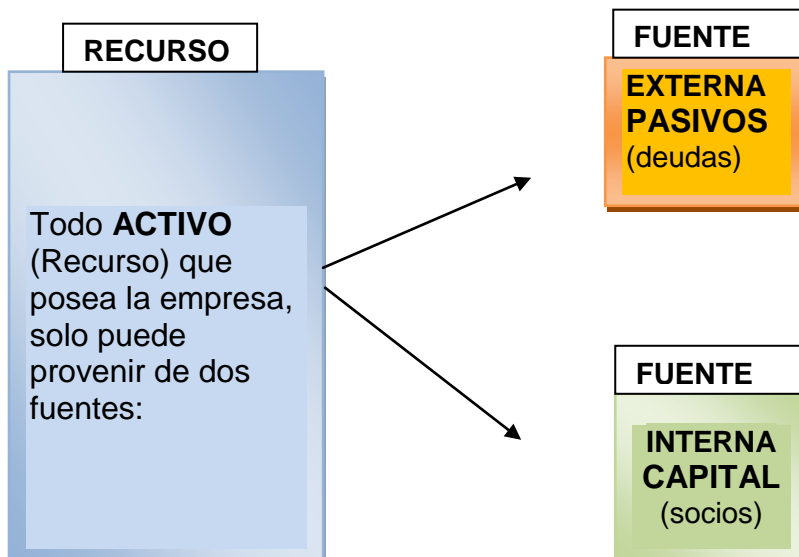 RECURSO
Todo ACTIVO
(Recurso) que
posea la empresa,
solo puede
provenir de dos
fuentes:
FUENTE
EXTERNA
PASIVOS
(deudas)
FUENTE
INTERNA
CAPITAL
(socios)